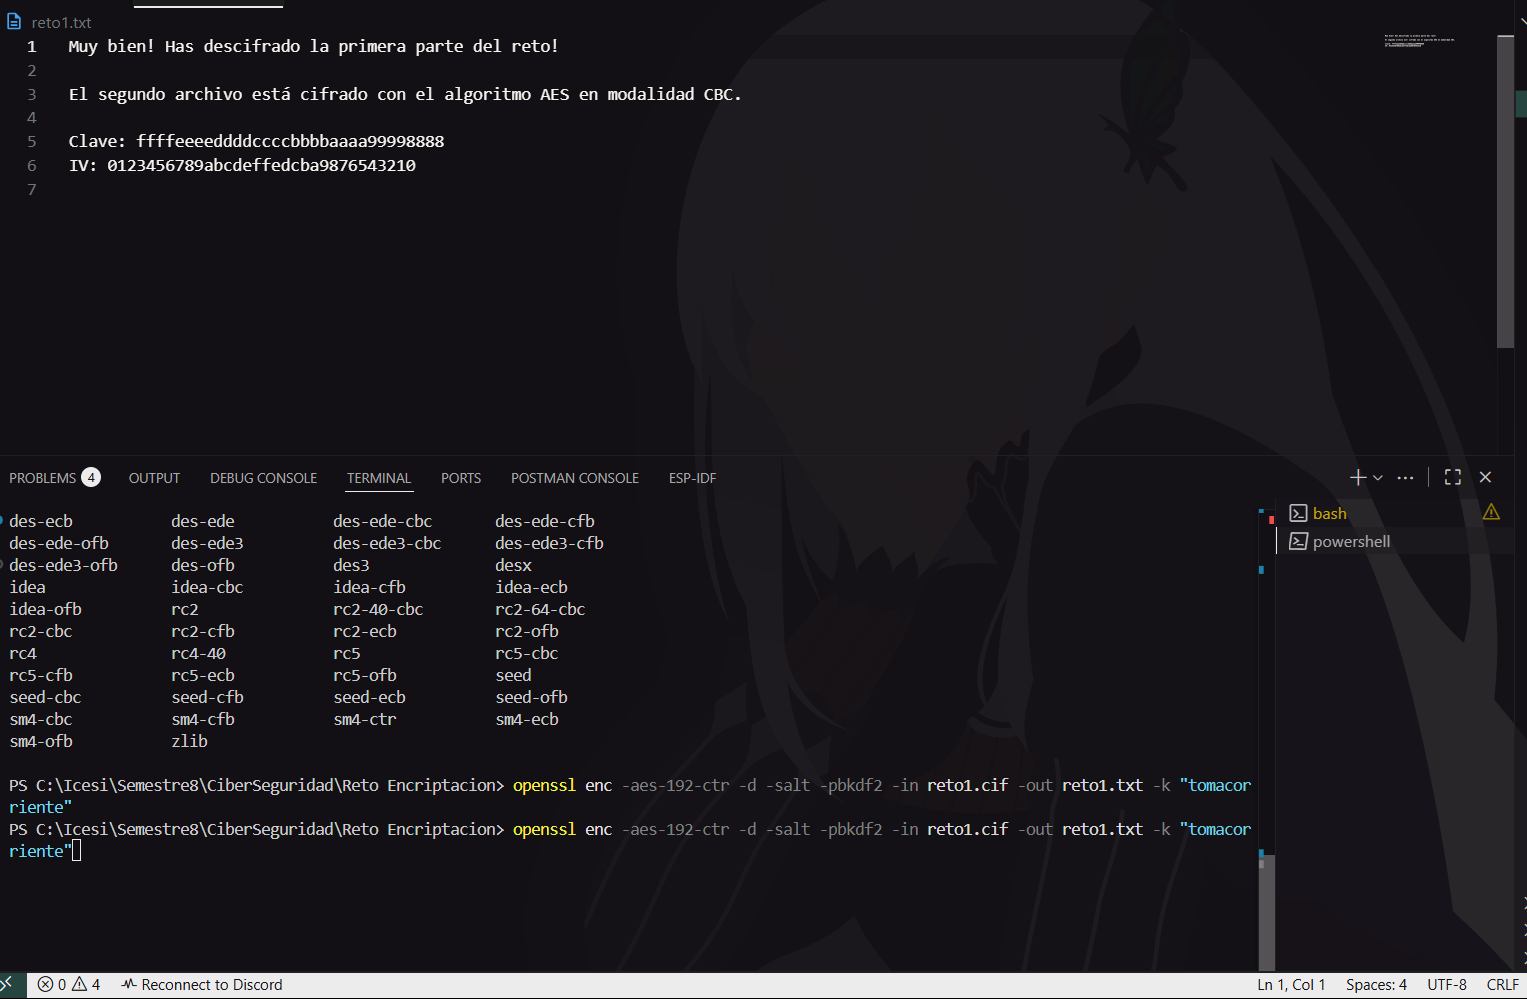 reto1.txt
1 Muy bien! Has descifrado la primera parte del reto!
2
3 El segundo archivo está cifrado con el algoritmo AES en modalidad CBC.
4
5 Clave: ffffeeeeddddccccbbbbaaaa99998888
6 IV: 0123456789abcdeffedcba9876543210
7
PROBLEMS 4 OUTPUT DEBUG CONSOLE TERMINAL PORTS POSTMAN CONSOLE ESP-IDF
des-ecb des-ede des-ede-cbc des-ede-cfb
des-ede-ofb des-ede3 des-ede3-cbc des-ede3-cfb
des-ede3-ofb des-ofb des3 desx
idea idea-cbc idea-cfb idea-ecb
idea-ofb rc2 rc2-40-cbc rc2-64-cbc
rc2-cbc rc2-cfb rc2-ecb rc2-ofb
rc4 rc4-40 rc5 rc5-cbc
rc5-cfb rc5-ecb rc5-ofb seed
seed-cbc seed-cfb seed-ecb seed-ofb
sm4-cbc sm4-cfb sm4-ctr sm4-ecb
sm4-ofb zlib
PS C:\Icesi\Semestre8\CiberSeguridad\Reto Encriptacion> openssl enc -aes-192-ctr -d -salt -pbkdf2 -in reto1.cif -out reto1.txt -k "tomacor
riente"
PS C:\Icesi\Semestre8\CiberSeguridad\Reto Encriptacion> openssl enc -aes-192-ctr -d -salt -pbkdf2 -in reto1.cif -out reto1.txt -k "tomacor
riente"
bash
powershell
0 4 Reconnect to Discord Ln 1, Col 1 Spaces: 4 UTF-8 CRLF